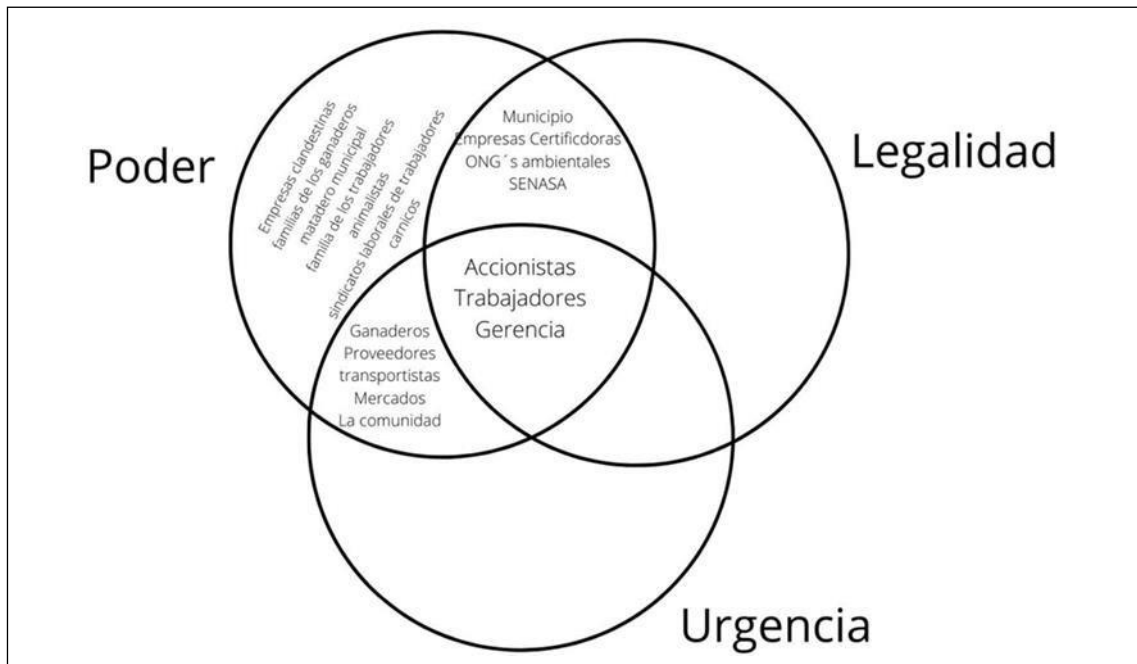 Poder
Legalidad
Urgencia
Empresas clandestinas
familias de los ganaderos
matadero municipal
familia de los trabajadores
animalistas
sindicatos laborales de trabajadores
carnicos
Municipio
Empresas Certificdoras
ONG´s ambientales
SENASA
Accionistas
Trabajadores
Gerencia
Ganaderos
Proveedores
transportistas
Mercados
La comunidad